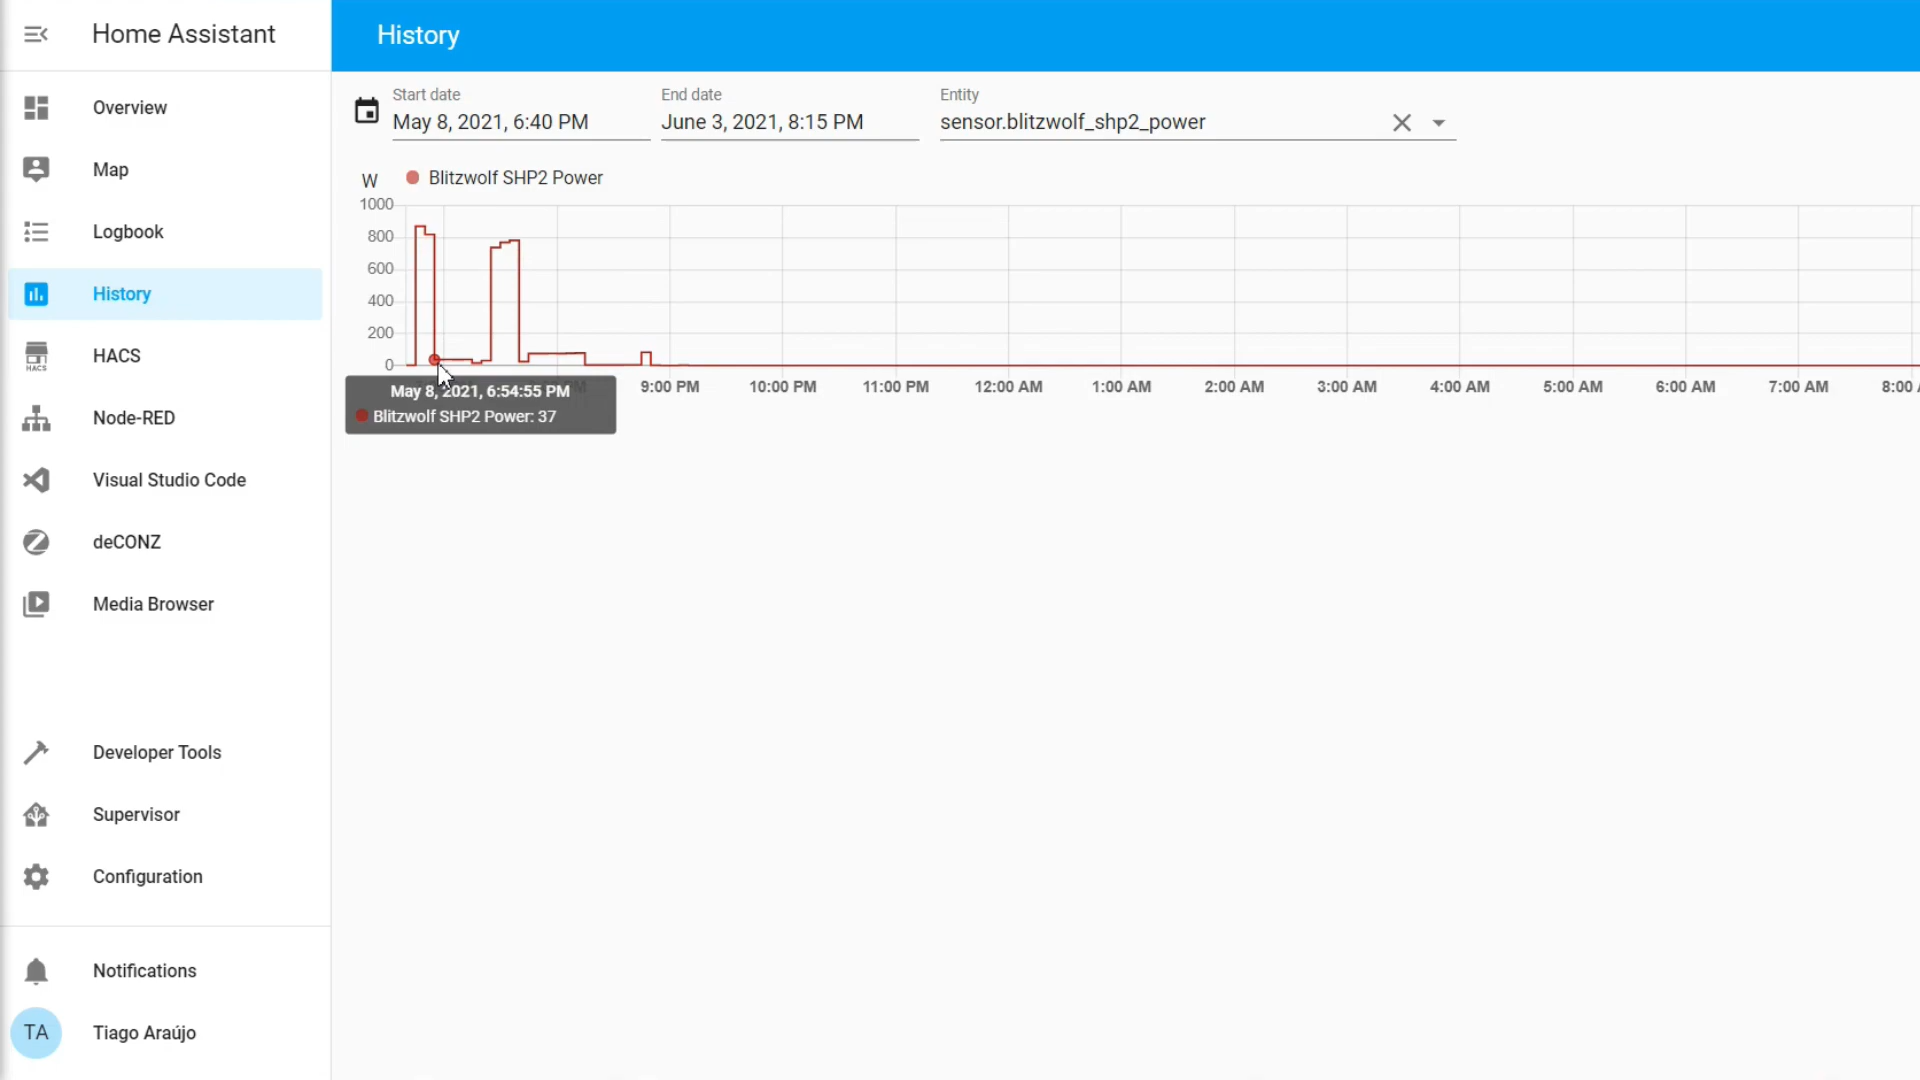 Home Assistant
History
Overview
Map
Logbook
History
HACS
HACS
Node-RED
Visual Studio Code
deCONZ
Media Browser
Developer Tools
Supervisor
Configuration
Notifications
TA Tiago Araújo
Start date End date Entity
May 8, 2021, 6:40 PM June 3, 2021, 8:15 PM sensor.blitzwolf_shp2_power
W Blitzwolf SHP2 Power
1000
800
600
400
200
0
9:00 PM 10:00 PM 11:00 PM 12:00 AM 1:00 AM 2:00 AM 3:00 AM 4:00 AM 5:00 AM 6:00 AM 7:00 AM 8:00
May 8, 2021, 6:54:55 PM
Blitzwolf SHP2 Power: 37